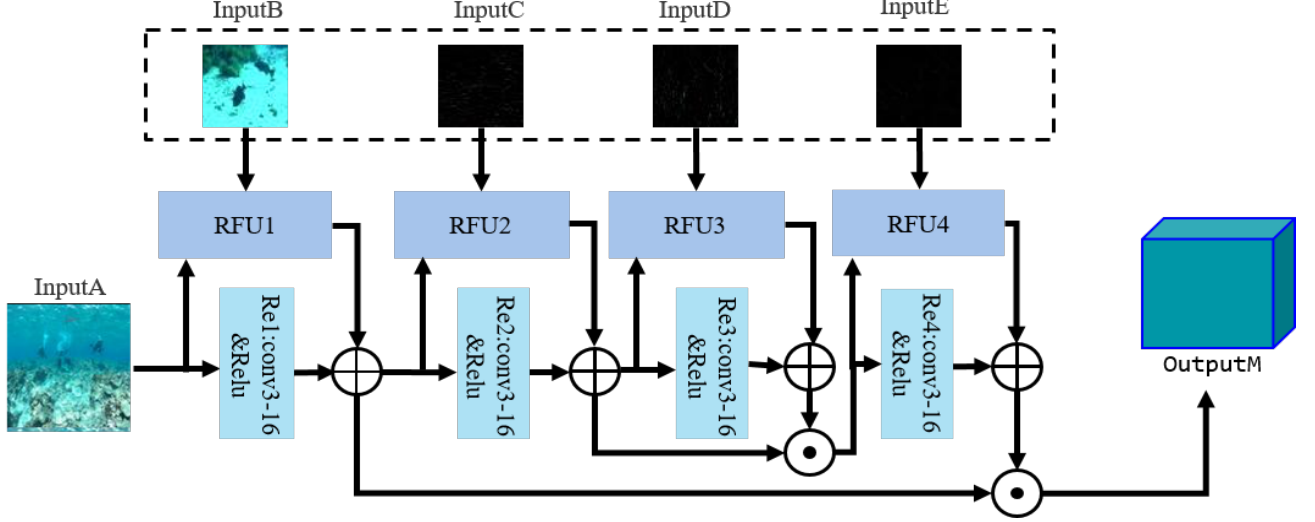 InputB
InputC
InputD
InputE
RFU1
RFU2
RFU3
RFU4
InputA
Re1:conv3-16
&Relu
Re2:conv3-16
&Relu
Re3:conv3-16
&Relu
Re4:conv3-16
&Relu
OutputM